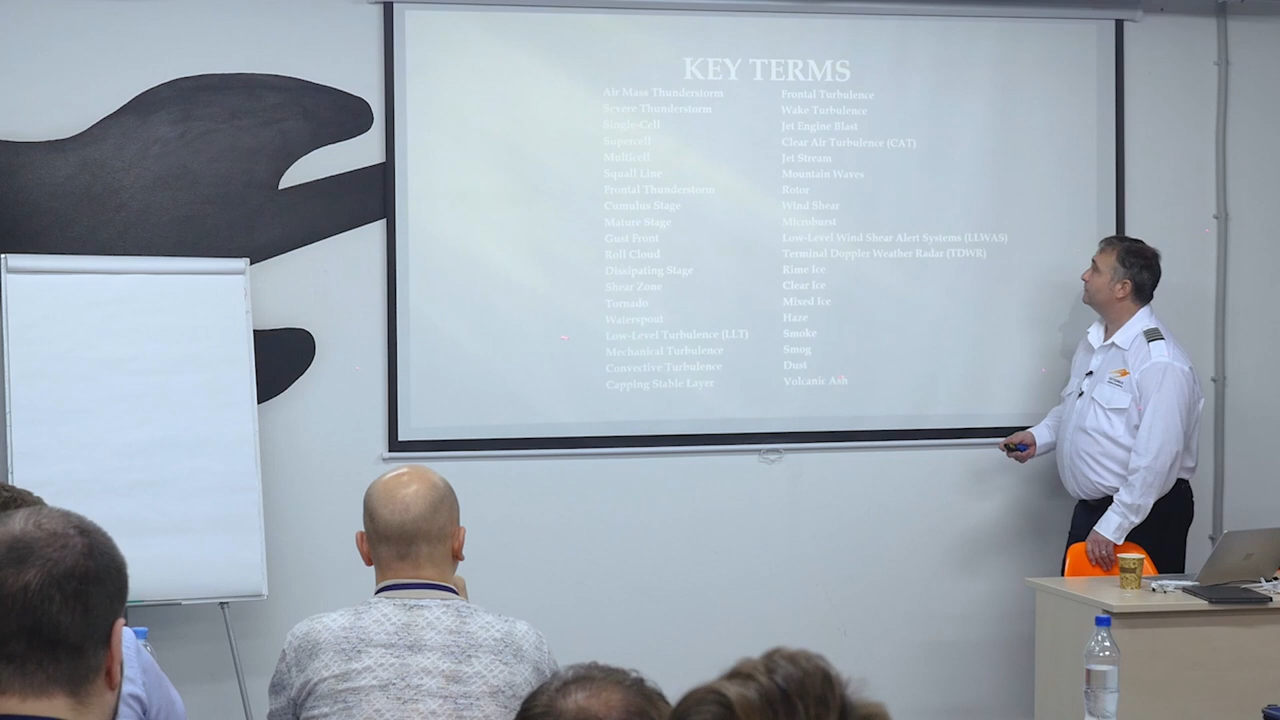 KEY TERMS
Air Mass Thunderstorm
Severe Thunderstorm
Single-Cell
Supercell
Multicell
Squall Line
Frontal Thunderstorm
Cumulus Stage
Mature Stage
Gust Front
Roll Cloud
Dissipating Stage
Shear Zone
Tornado
Waterspout
Low-Level Turbulence (LLT)
Mechanical Turbulence
Convective Turbulence
Capping Stable Layer
Frontal Turbulence
Wake Turbulence
Jet Engine Blast
Clear Air Turbulence (CAT)
Jet Stream
Mountain Waves
Rotor
Wind Shear
Microburst
Low-Level Wind Shear Alert Systems (LLWAS)
Terminal Doppler Weather Radar (TDWR)
Rime Ice
Clear Ice
Mixed Ice
Haze
Smoke
Smog
Dust
Volcanic Ash